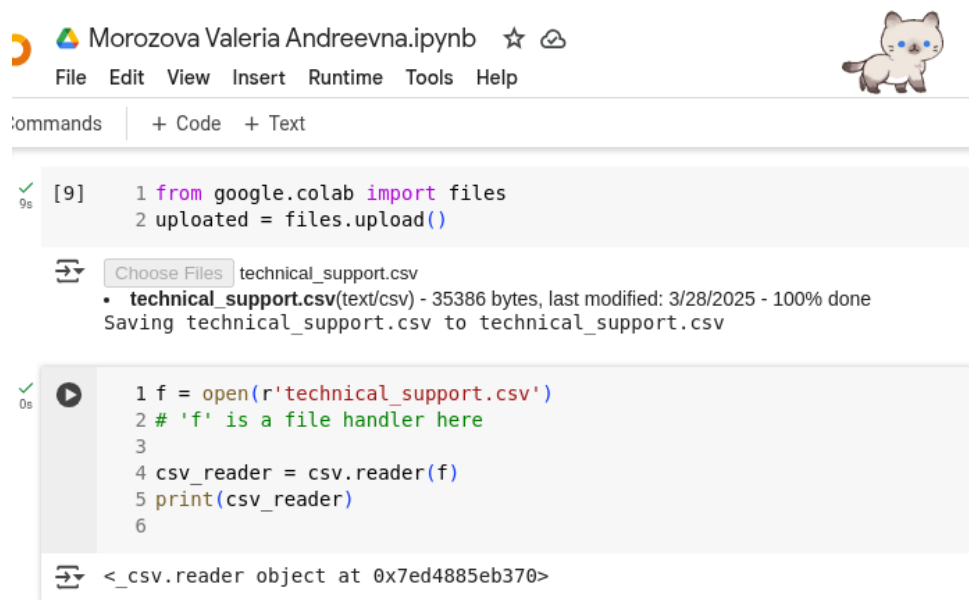 Morozova Valeria Andreevna.ipynb
File Edit View Insert Runtime Tools Help
ommands + Code + Text
9s [9] 1 from google.colab import files
2 uploaded = files.upload()
Choose Files technical_support.csv
• technical_support.csv(text/csv) - 35386 bytes, last modified: 3/28/2025 - 100% done
Saving technical_support.csv to technical_support.csv
0s 1 f = open(r'technical_support.csv')
2 # 'f' is a file handler here
3
4 csv_reader = csv.reader(f)
5 print(csv_reader)
6
<_csv.reader object at 0x7ed4885eb370>